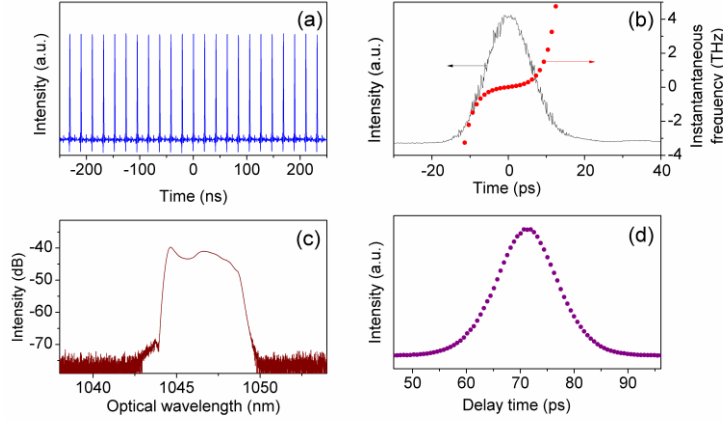 (a)
Intensity (a.u.)
-200 -100 0 100 200
Time (ns)
(b)
Intensity (a.u.)
4
2
0
-2
-4
Instantaneous
frequency (THz)
-20 0 20 40
Time (ps)
(c)
Intensity (dB)
-40
-50
-60
-70
1040 1045 1050
Optical wavelength (nm)
(d)
Intensity (a.u.)
50 60 70 80 90
Delay time (ps)